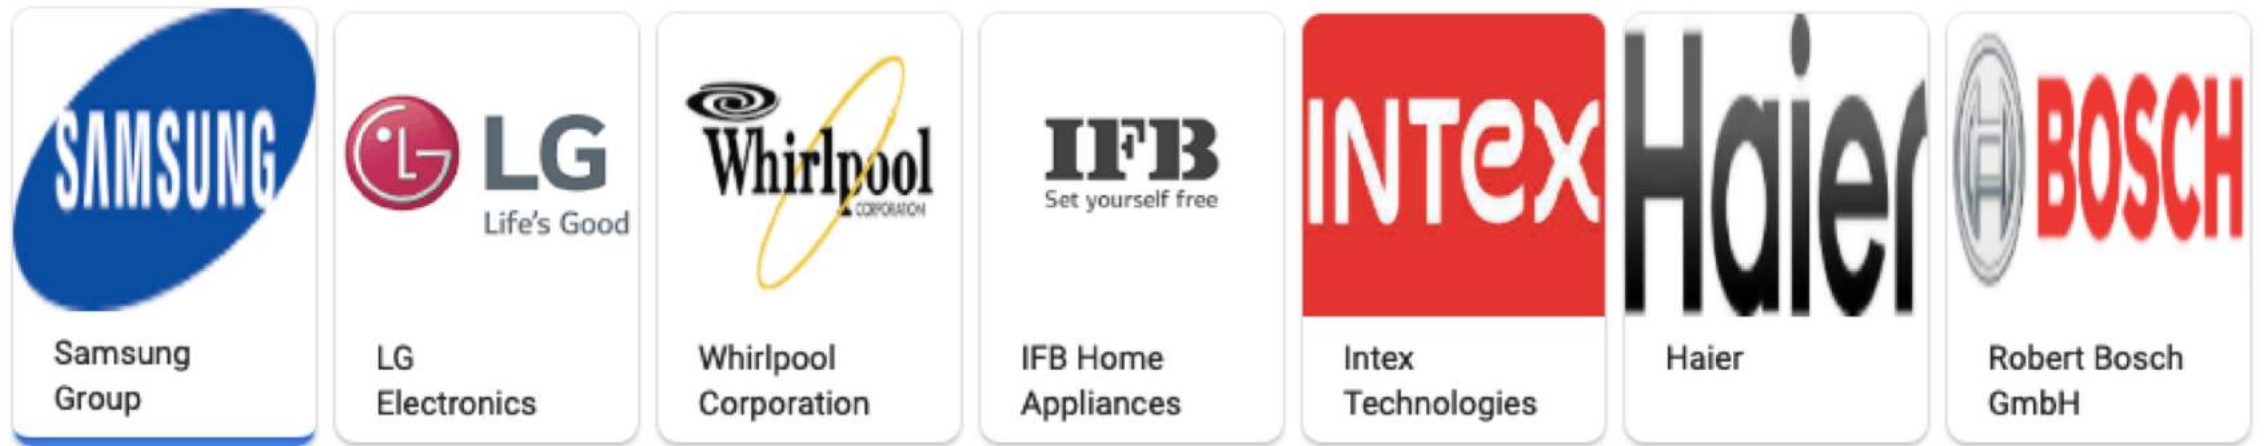 SAMSUNG
Samsung
Group
LG
Life's Good
LG
Electronics
Whirlpool
CORPORATION
Whirlpool
Corporation
IFB
Set yourself free
IFB Home
Appliances
INTEX
Intex
Technologies
Haier
Haier
BOSCH
Robert Bosch
GmbH